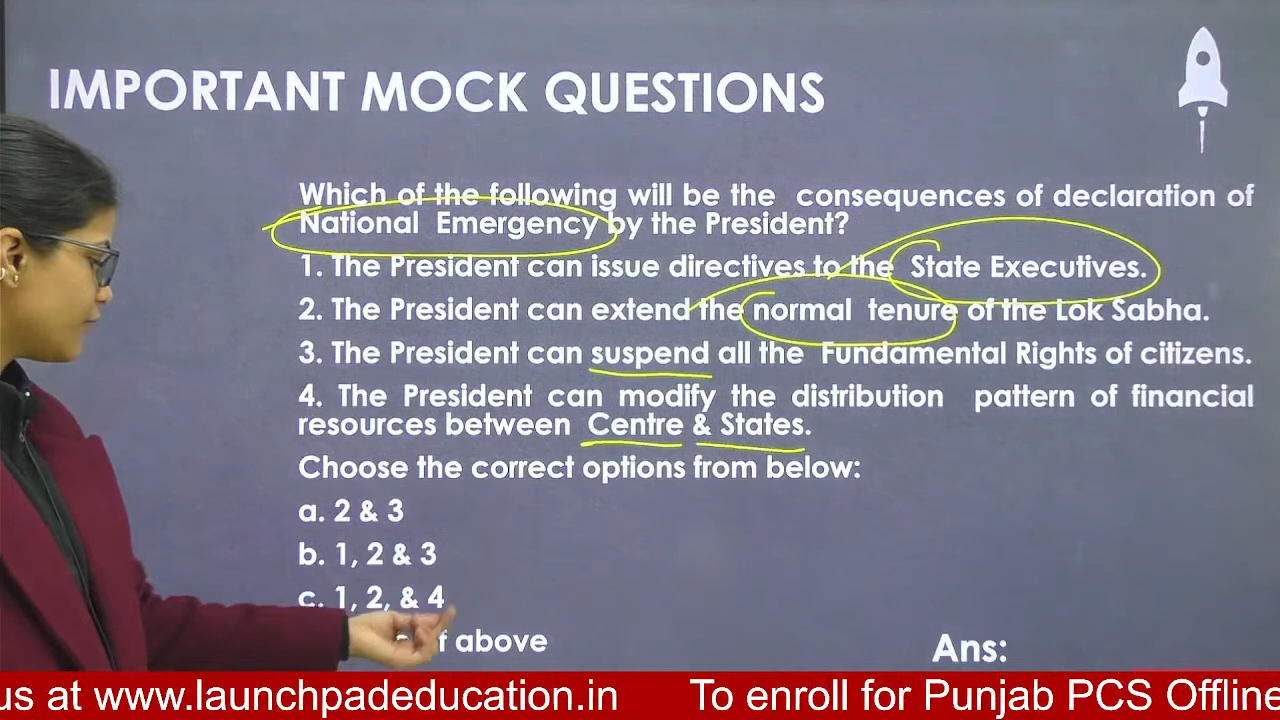 IMPORTANT MOCK QUESTIONS
Which of the following will be the consequences of declaration of
National Emergency by the President?
1. The President can issue directives to the State Executives.
2. The President can extend the normal tenure of the Lok Sabha.
3. The President can suspend all the Fundamental Rights of citizens.
4. The President can modify the distribution pattern of financial
resources between Centre & States.
Choose the correct options from below:
a. 2 & 3
b. 1, 2 & 3
c. 1, 2, & 4
above
Ans:
us at www.launchpadeducation.in To enroll for Punjab PCS Offline